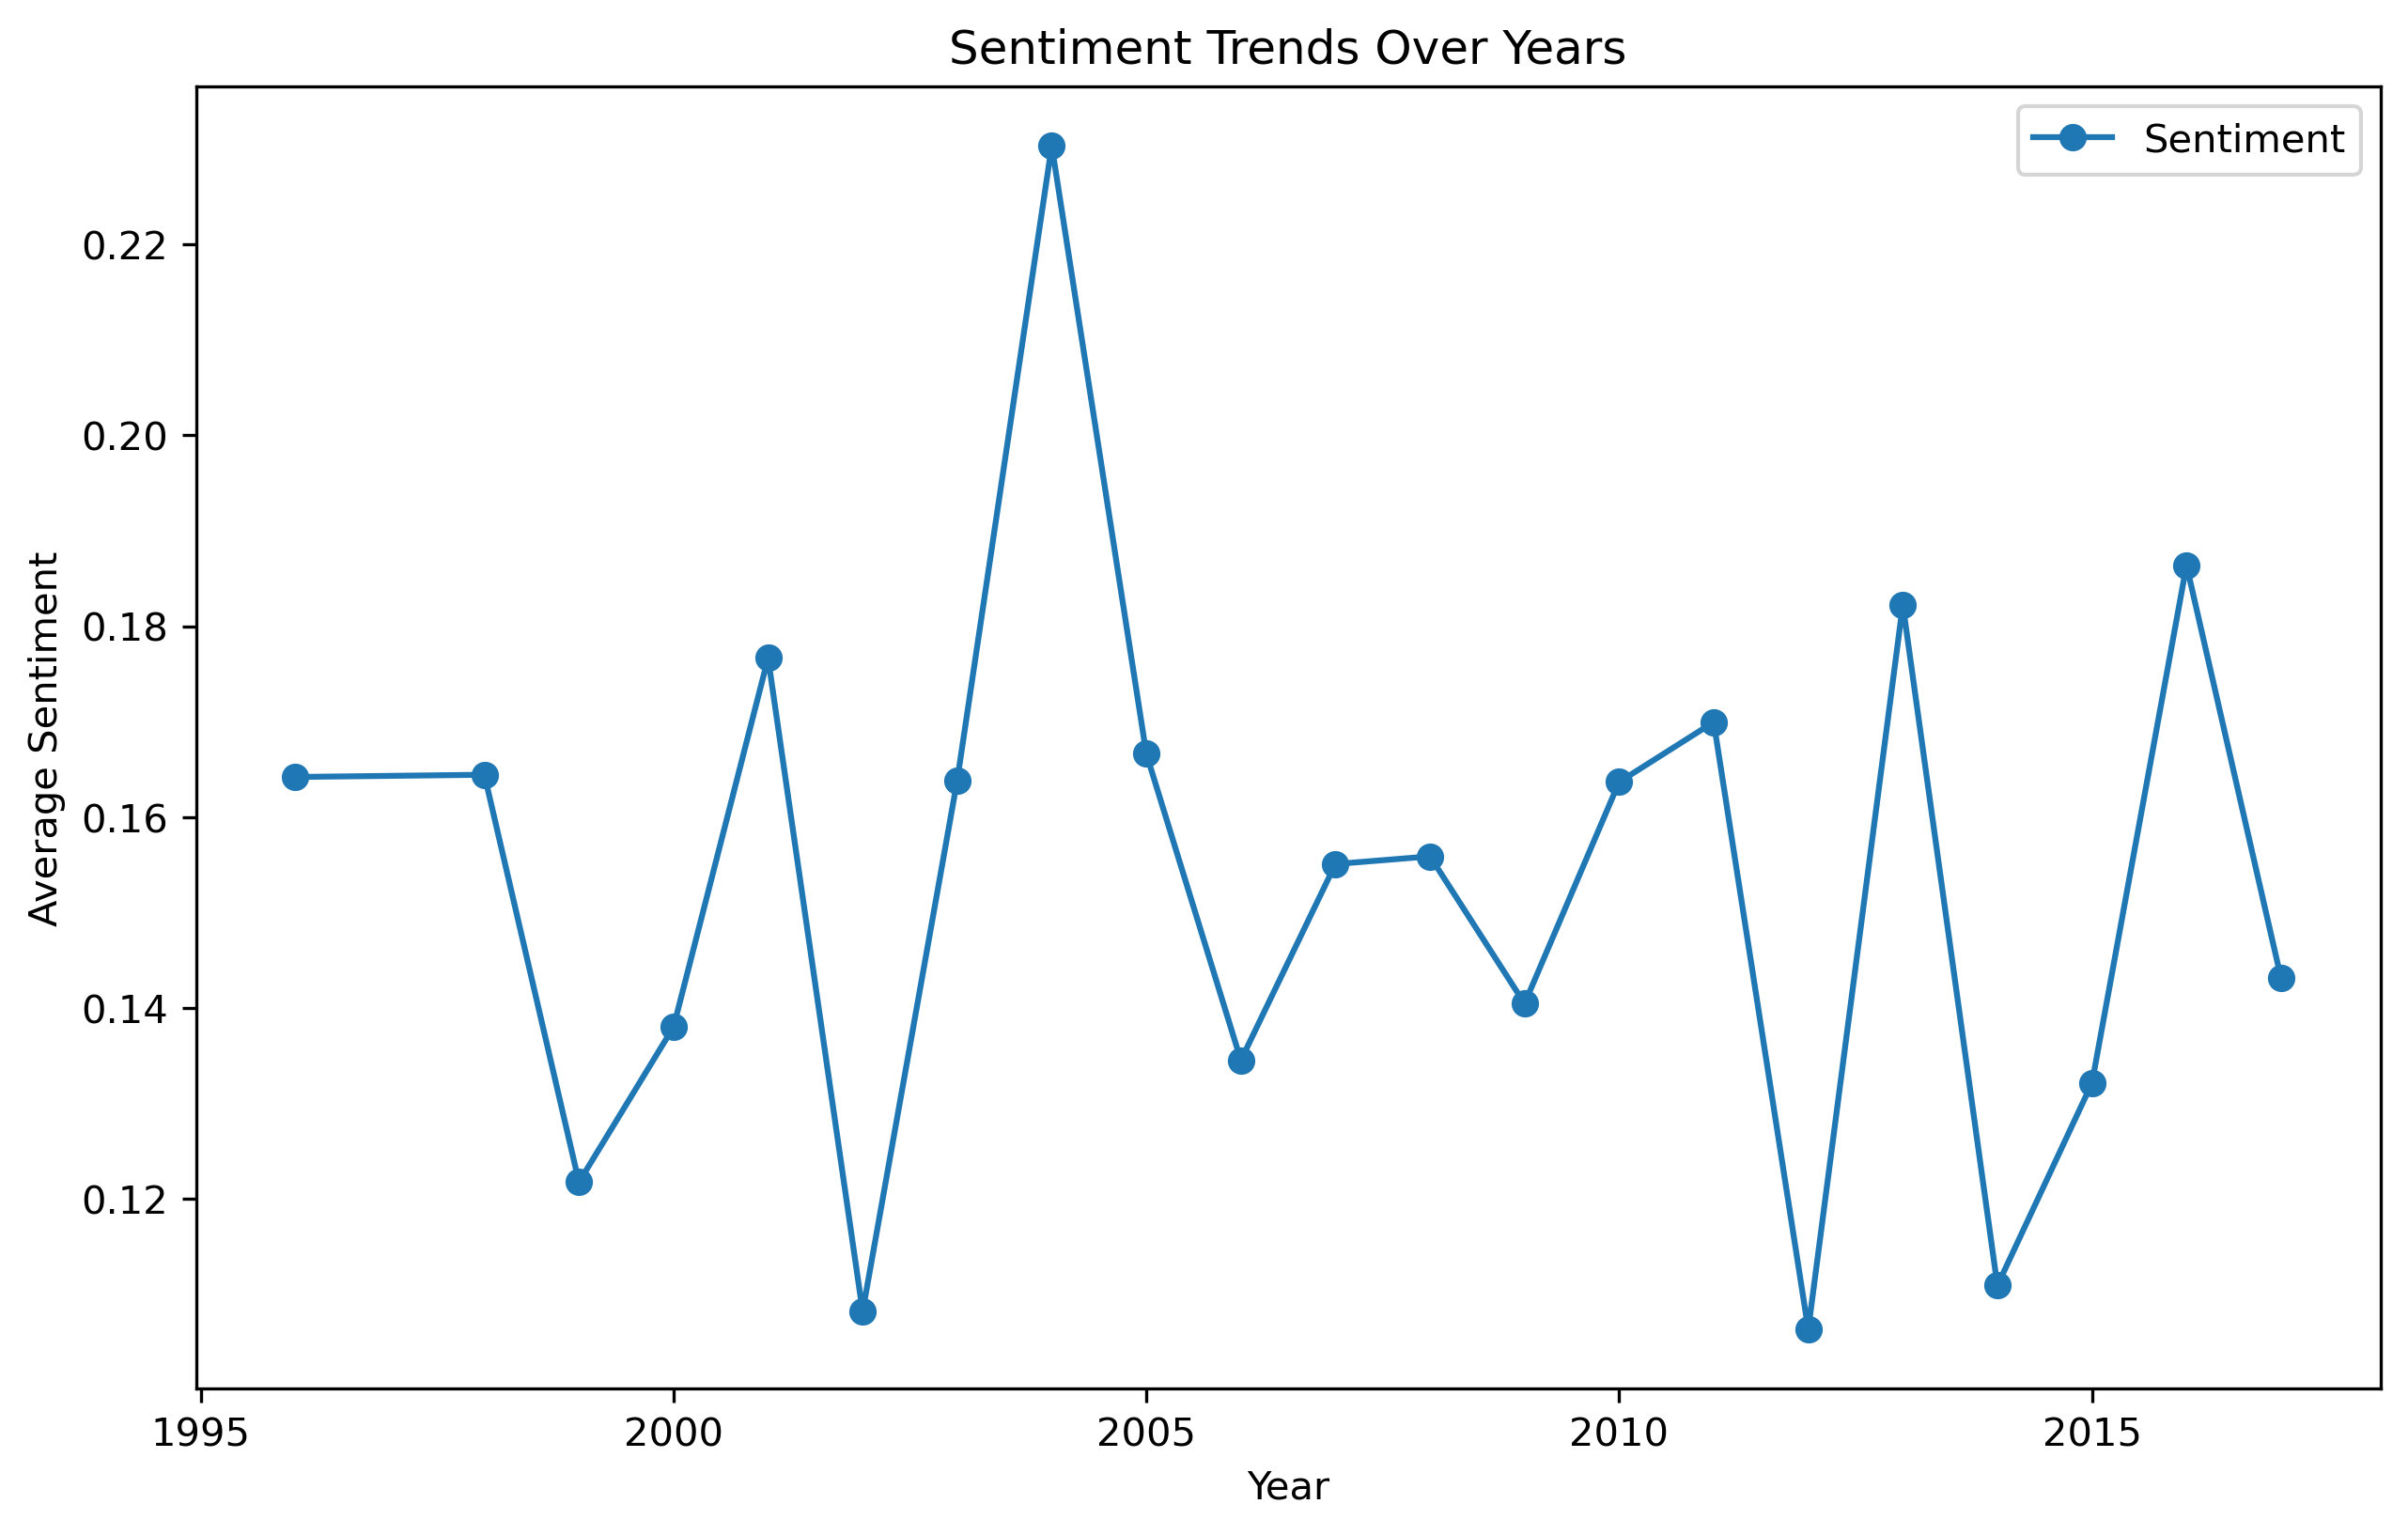 Sentiment Trends Over Years
Sentiment
0.22
0.20
0.18
0.16
0.14
0.12
Average Sentiment
1995 2000 2005 2010 2015
Year